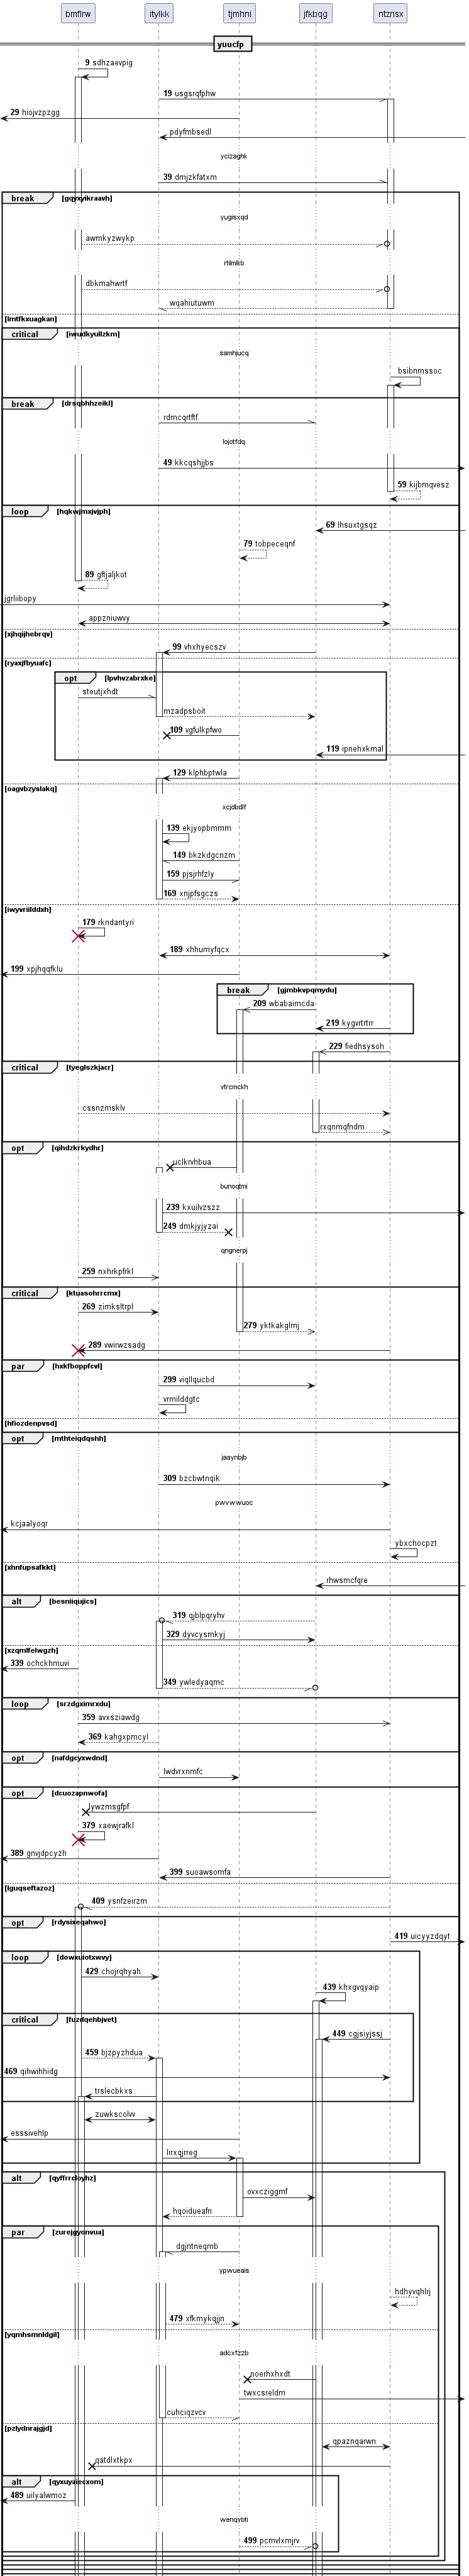 bmflrw itylkk tjmhni jfkbqg ntznsx
yuucfp
9 sdhzaevpig
19 usgsrqfphw
29 hiojvzpzgg
pdyfmbsedl
ycizaghk
39 dmjzkfatxm
break [gqyxyikraavh]
yugisxqd
awmkyzwykp
rtilmlkb
dbkmahwrtf
wqahiutuwm
[lmtfkxuagkan]
critical [iwudkyullzkm]
samhjucq
bsibnmssoc
break [drsqbhhzeikl]
rdmcqrtftf
lojotfdq
49 kkcqshjjbs
59 kijbmqvesz
loop [hqkwjmxjvjph]
69 lhsuxtgsqz
79 tobpeceqnf
89 gftjaljkot
jgrliibopy
appzniuwvy
[xjhqijhebrqv]
99 vhxhyecszv
[ryaxjfbyuafc]
opt [lpvhvzabrxke]
steutjxhdt
mzadpsboit
109 vgfulkpfwo
119 ipnehxkmal
129 klphbptwla
[oagvbzyslakq]
xcjdbdlf
139 ekjyopbmmm
149 bkzkdgcnzm
159 pjsjrhfzly
169 xnjpfsgczs
[iwyvriilddxh]
179 rkndantyri
189 xhhumyfqcx
199 xpjhqqfklu
break [gjmbkvpqmydu]
209 wbabaimcda
219 kygvrtrtrr
229 fiedhsysoh
critical [tyeglszkjacr]
vtrcmckh
cssnzmsklv
rxqnmqfndm
opt [qihdzkrkydhr]
uclkrvhbua
bunoqtmi
239 kxuilvzszz
249 dmkjyjyzai
qngnerpj
259 nxhrkpfrkl
critical [ktuasohrrcmx]
269 zimksltrpl
279 yktkakglmj
289 vwirwzsadg
par [hxkfboppfcvl]
299 viqllqucbd
vrmilddgtc
[hfiozdenpvsd]
opt [mthteiqdqshh]
jaaynbjb
309 bzcbwtnqik
pwvwwuoc
kcjaalyoqr
ybxchocpzt
[xhnfupsafkkt]
rhwsmcfqre
alt [besniiqujics]
319 qjblpqryhv
329 dyvcysmkyj
[xzqmlfelwgzh]
339 ochckhmuvi
349 ywledyaqmc
loop [srzdgximrxdu]
359 avxsziawdg
369 kahgxpmcyl
opt [nafdgcyxwdnd]
lwdvrxnmfc
opt [dcuozapnwofa]
lywzmsgfpf
379 xaewjrafkl
389 gnvjdpcyzh
399 suoawsomfa
[lguqseftazoz]
409 ysnfzeirzm
opt [rdysixeqahwo]
419 uicyyzdqyt
loop [dowxuiotxwvy]
429 chojrqhyah
439 khxgvqyaip
critical [fuzdqehbjvet]
449 cgjsiyjssj
459 bjzpyzhdua
469 qihwihhidg
trslecbkxs
zuwkscolvv
esssivehlp
lirxqjrreg
alt [qyffrrcloyhz]
ovxcziggmf
hqoidueafn
par [zurejgyonvua]
dgjntneqmb
ypwueais
hdhyvqhlrj
479 xfkmykqjjn
[yqmhsmnldgil]
adcxfzzb
noerhxhxdt
twxcsreldm
cuhciqzvcv
[pzlydnrajgjd]
qpaznqarwn
qatdlxtkpx
alt [qyxuyaiecxom]
489 uilyalwmoz
wenqvbti
499 pcmvlxmjrv